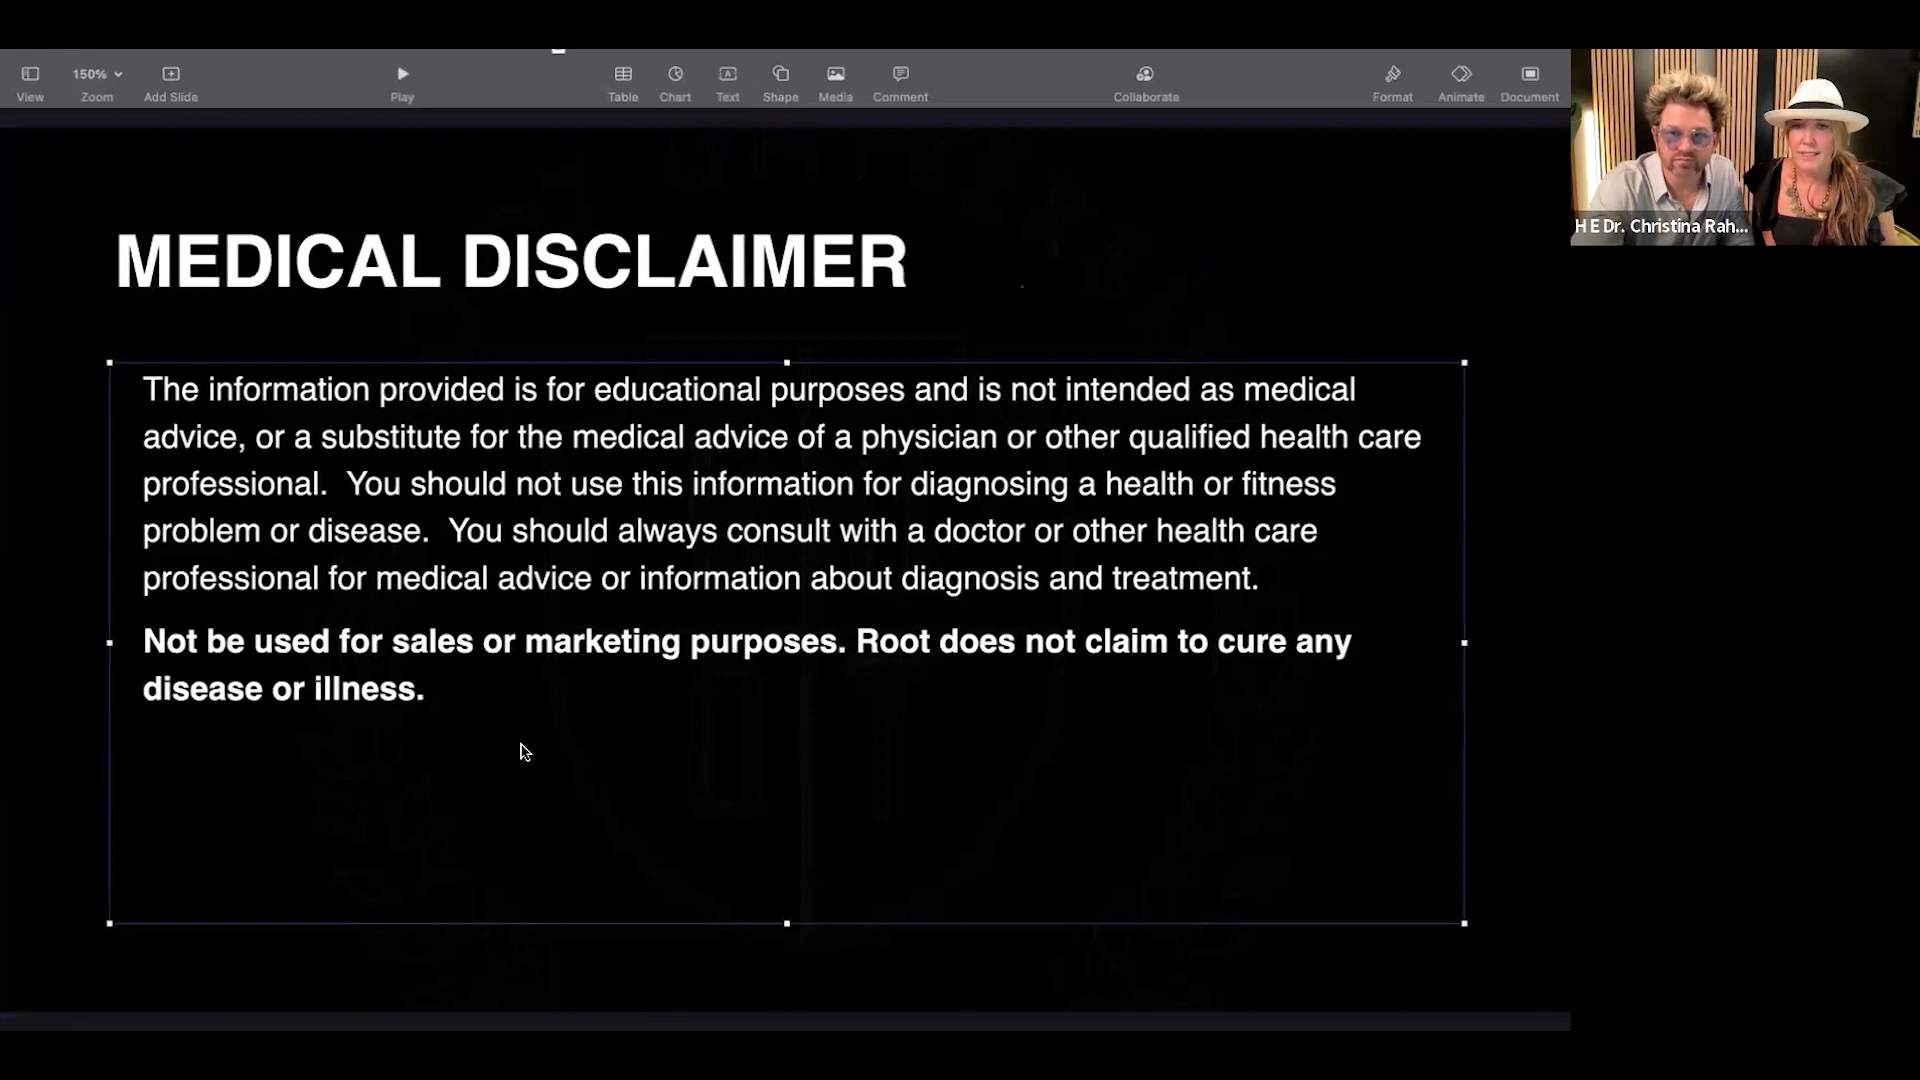 View
150%
Zoom
Add Slide
Play
Table
Chart
Text
Shape
Media
Comment
Collaborate
Format
Animate
Document
H E Dr. Christina Rah...
MEDICAL DISCLAIMER
The information provided is for educational purposes and is not intended as medical
advice, or a substitute for the medical advice of a physician or other qualified health care
professional.  You should not use this information for diagnosing a health or fitness
problem or disease.  You should always consult with a doctor or other health care
professional for medical advice or information about diagnosis and treatment.
Not be used for sales or marketing purposes. Root does not claim to cure any
disease or illness.